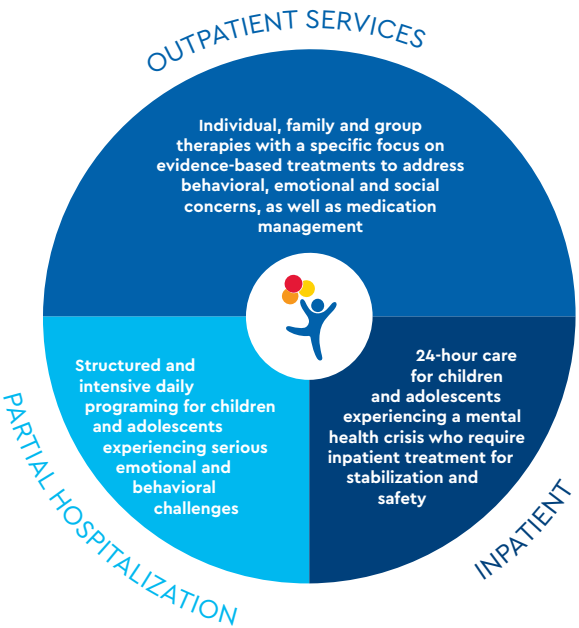 OUTPATIENT SERVICES
Individual, family and group
therapies with a specific focus on
evidence-based treatments to address
behavioral, emotional and social
concerns, as well as medication
management
Structured and
intensive daily
programing for children
and adolescents
experiencing serious
emotional and
behavioral
challenges
PARTIAL HOSPITALIZATION
24-hour care
for children
and adolescents
experiencing a mental
health crisis who require
inpatient treatment for
stabilization and
safety
INPATIENT